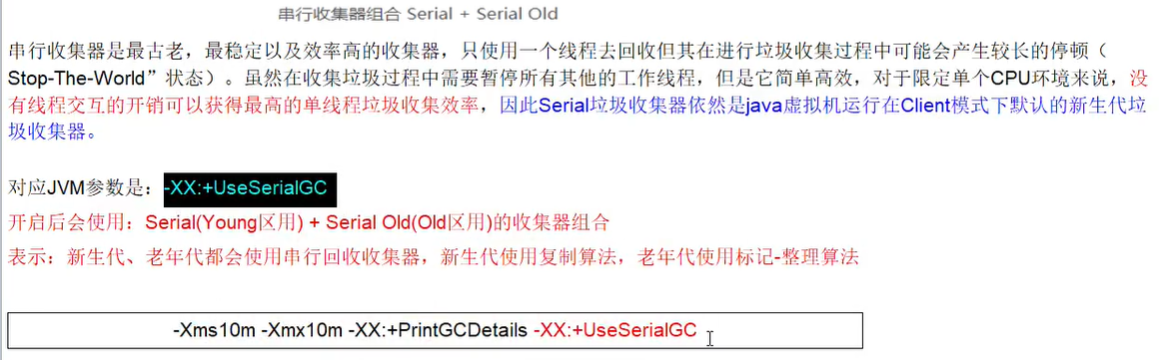 串行收集器组合 Serial + Serial Old
串行收集器是最古老，最稳定以及效率高的收集器，只使用一个线程去回收但其在进行垃圾收集过程中可能会产生较长的停顿（
Stop-The-World”状态）。虽然在收集垃圾过程中需要暂停所有其他的工作线程，但是它简单高效，对于限定单个CPU环境来说，没
有线程交互的开销可以获得最高的单线程垃圾收集效率，因此Serial垃圾收集器依然是java虚拟机运行在Client模式下默认的新生代垃
圾收集器。
对应JVM参数是：-XX:+UseSerialGC
开启后会使用：Serial(Young区用) + Serial Old(Old区用)的收集器组合
表示：新生代、老年代都会使用串行回收收集器，新生代使用复制算法，老年代使用标记-整理算法
-Xms10m -Xmx10m -XX:+PrintGCDetails -XX:+UseSerialGC